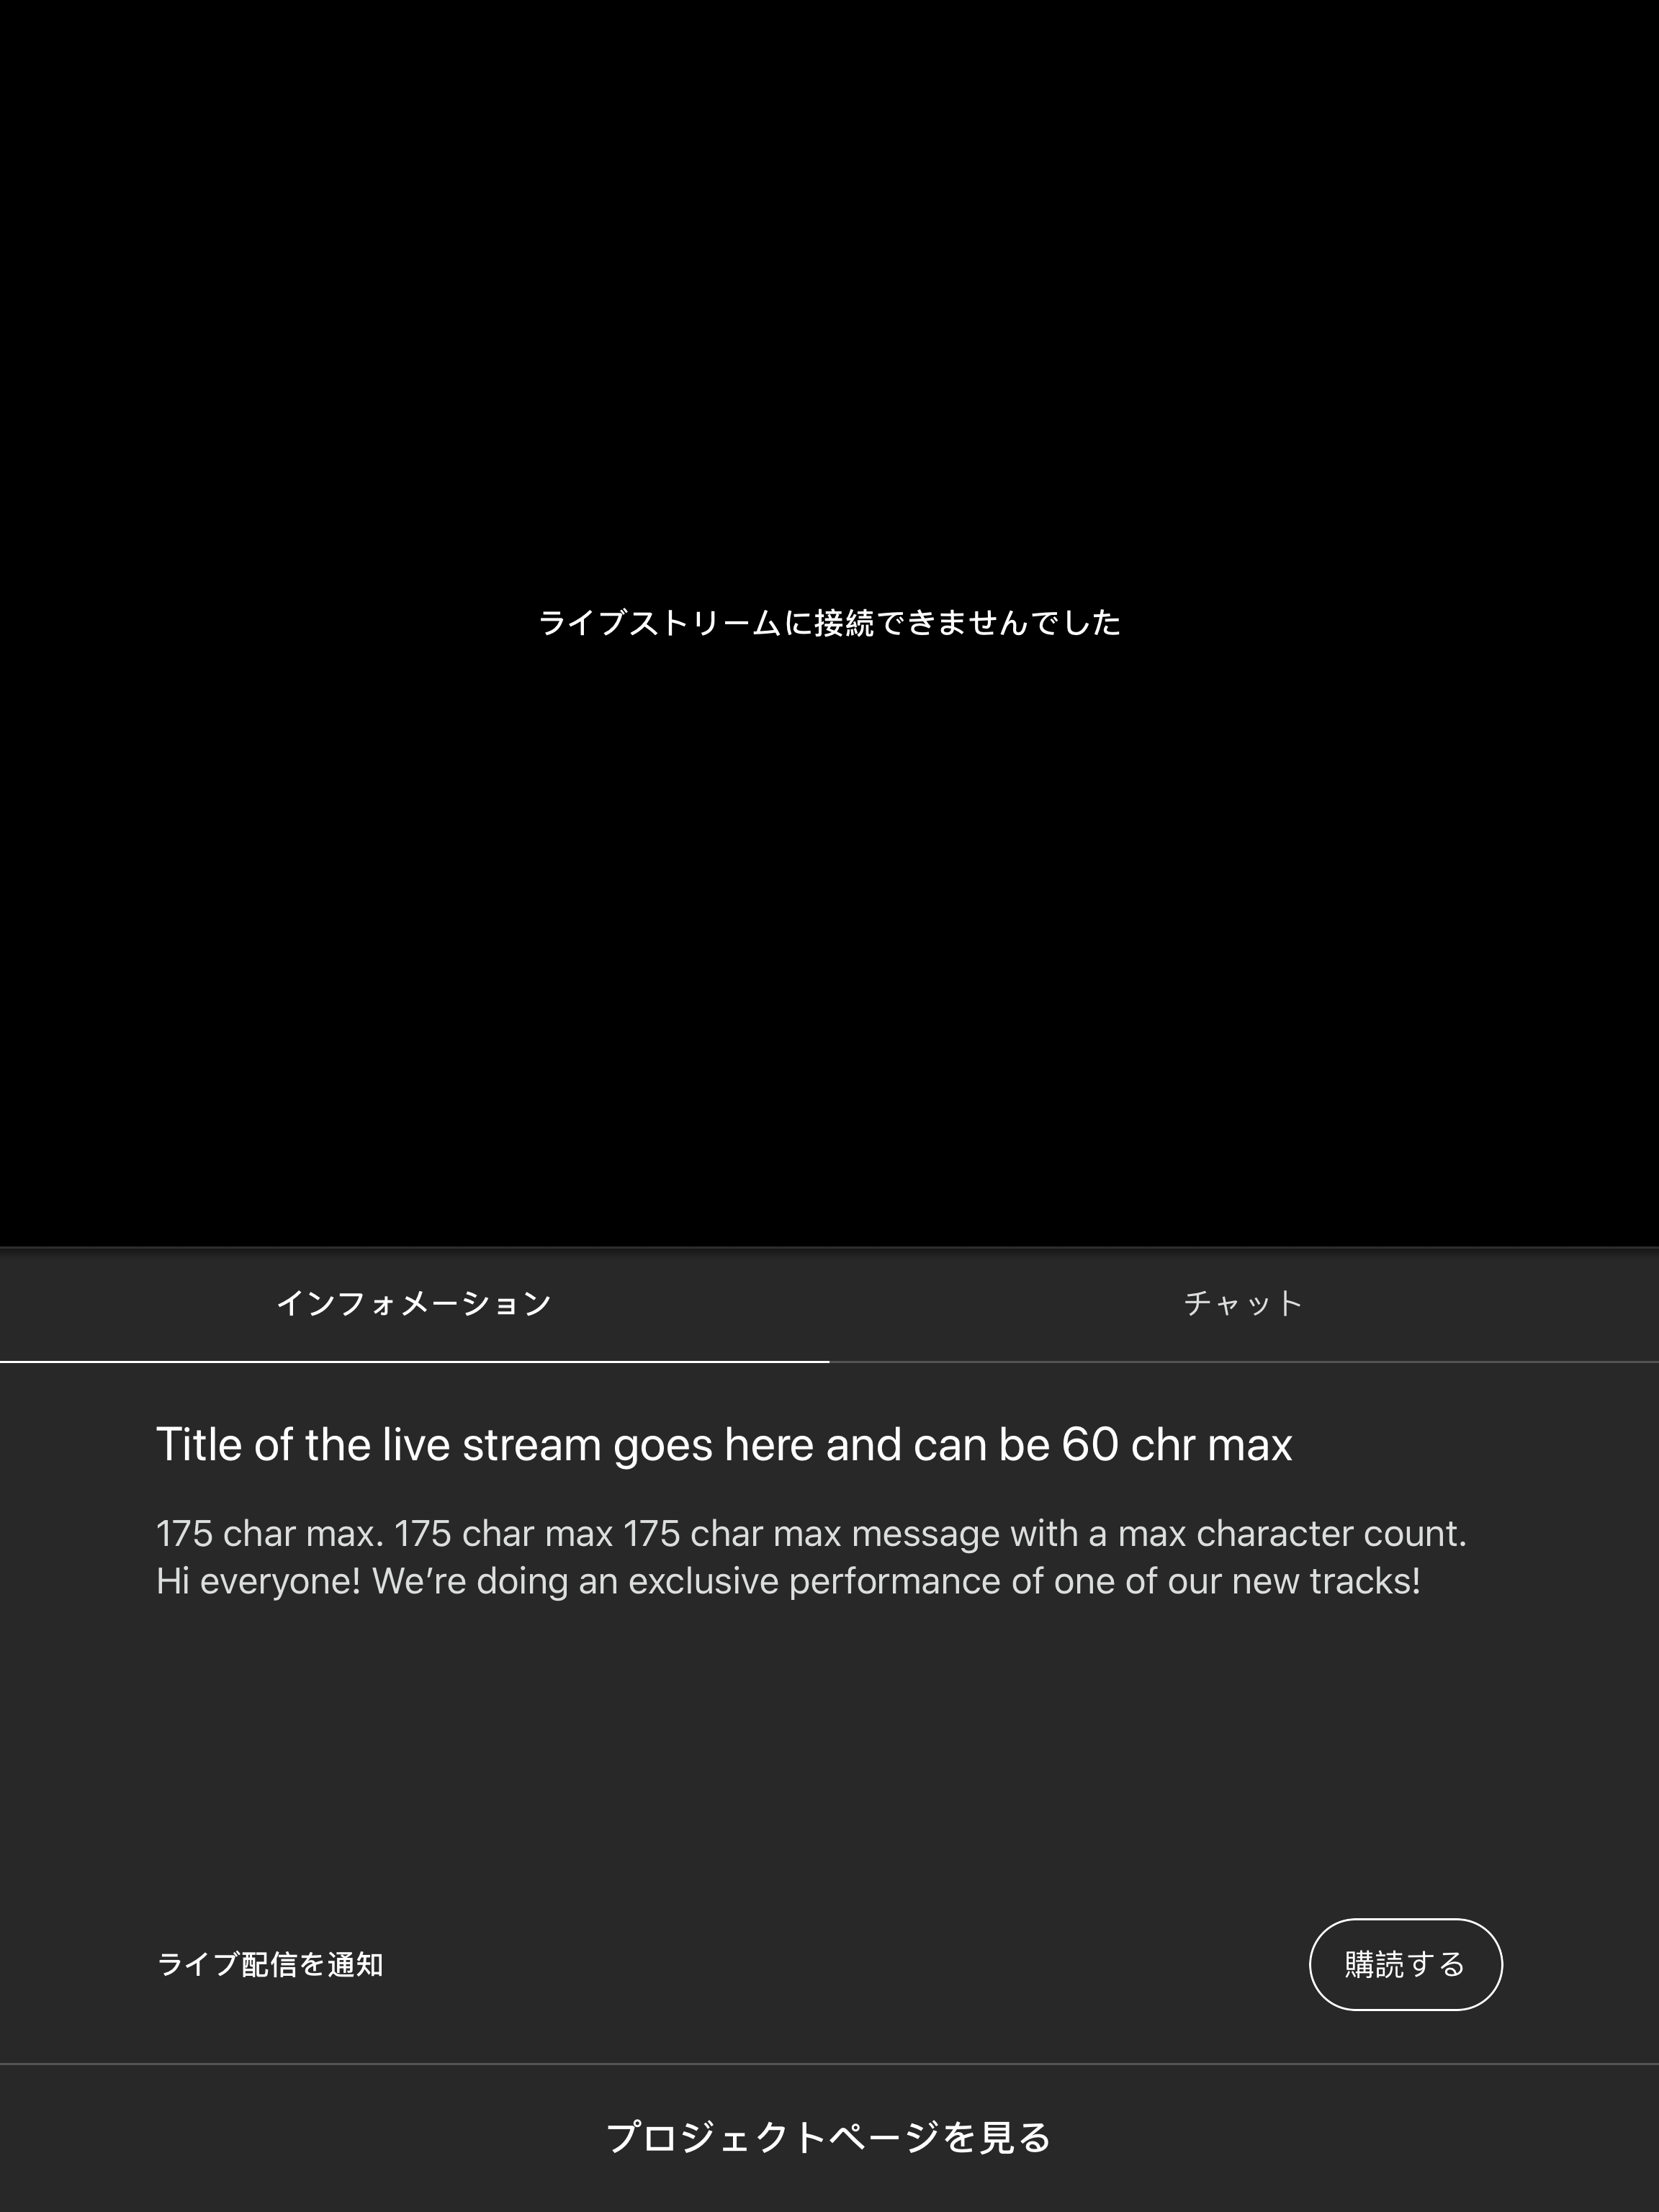 ライブストリームに接続できませんでした
インフォメーション
チャット
Title of the live stream goes here and can be 60 chr max
175 char max. 175 char max 175 char max message with a max character count.
Hi everyone! We’re doing an exclusive performance of one of our new tracks!
ライブ配信を通知
購読する
プロジェクトページを見る